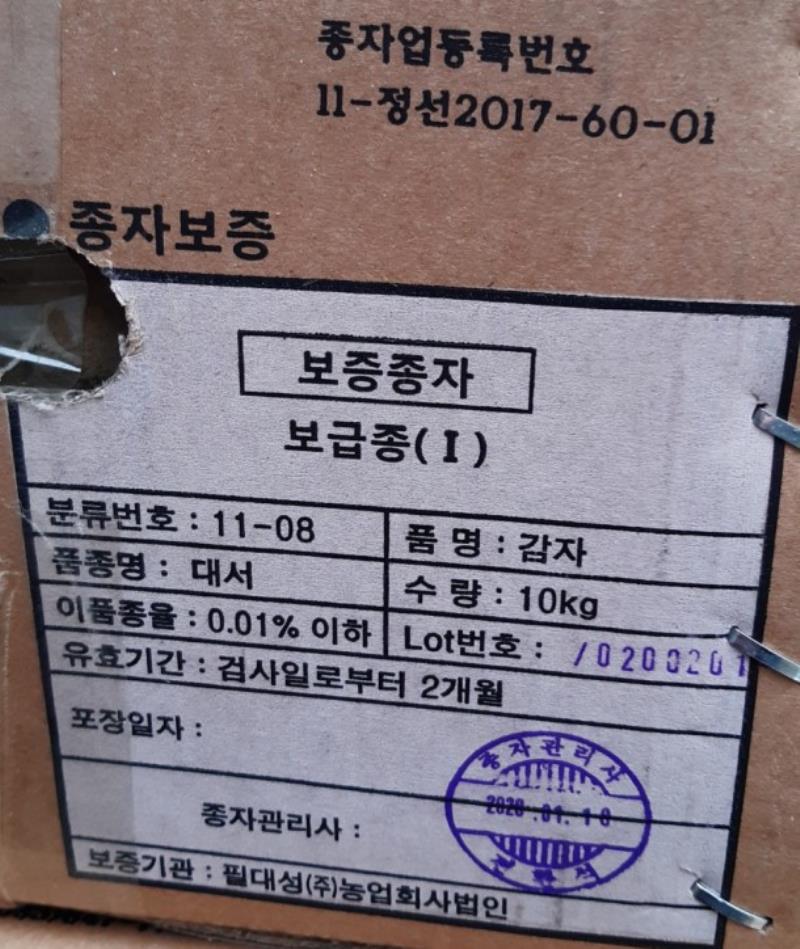 종자업등록번호
11-정선2017-60-01
종자보증
보증종자
보급종(I)
분류번호 : 11-08
품 명 : 감자
품종명 : 대서
수 량 : 10kg
이품종율 : 0.01% 이하
Lot번호 : /0200201
유효기간 : 검사일로부터 2개월
포장일자 :
종자관리사
2020.01.18
종자관리사 :
보증기관 : 필대성(주)농업회사법인